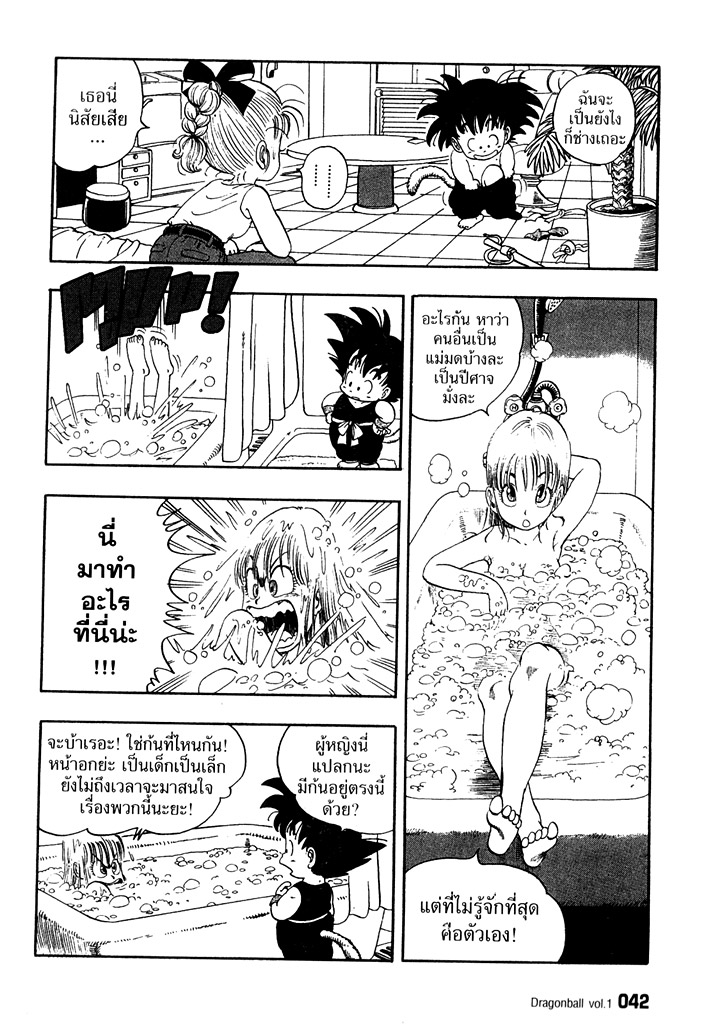 ฉันจะ
เป็นยังไง
ก็ช่างเถอะ
เธอนี่
นิสัยเสีย
...
อะไรกัน หาว่า
คนอื่นเป็น
แม่มดบ้างละ
เป็นปีศาจ
มั่งละ
แต่ที่ไม่รู้จักที่สุด
คือตัวเอง!
นี่
มาทำ
อะไร
ที่นี่น่ะ
!!!
ผู้หญิงนี่
แปลกนะ
มีก้นอยู่ตรงนี้
ด้วย?
จะบ้าเรอะ! ใช่ก้นที่ไหนกัน!
หน้าอกย่ะ เป็นเด็กเป็นเล็ก
ยังไม่ถึงเวลาจะมาสนใจ
เรื่องพวกนี้นะยะ!
Dragonball vol.1 042